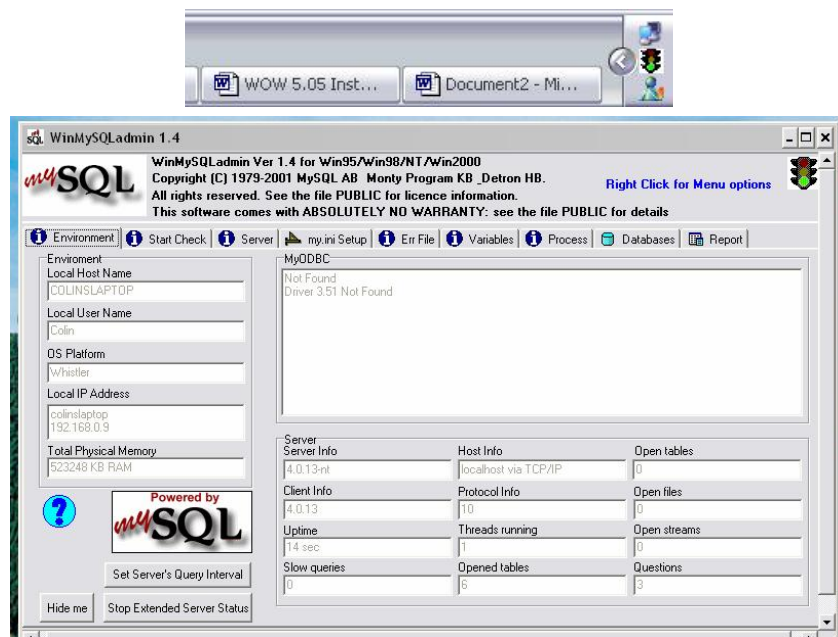 WOW 5.05 Inst...
Document2 - Mi...
WinMySQLadmin 1.4
mySQL
WinMySQLadmin Ver 1.4 for Win95/Win98/NT/Win2000
Copyright (C) 1979-2001 MySQL AB Monty Program KB _Detron HB.
All rights reserved. See the file PUBLIC for licence information.
This software comes with ABSOLUTELY NO WARRANTY: see the file PUBLIC for details
Right Click for Menu options
Environment Start Check Server my.ini Setup Err File Variables Process Databases Report
Enviroment
Local Host Name
COLINSLAPTOP
Local User Name
Colin
OS Platform
Whistler
Local IP Address
colinslaptop
192.168.0.9
Total Physical Memory
523248 KB RAM
MyODBC
Not Found
Driver 3.51 Not Found
Server
Server Info Host Info Open tables
4.0.13-nt localhost via TCP/IP 0
Client Info Protocol Info Open files
4.0.13 10 0
Uptime Threads running Open streams
14 sec 1 0
Slow queries Opened tables Questions
0 6 3
Powered by
mySQL
Set Server's Query Interval
Hide me Stop Extended Server Status